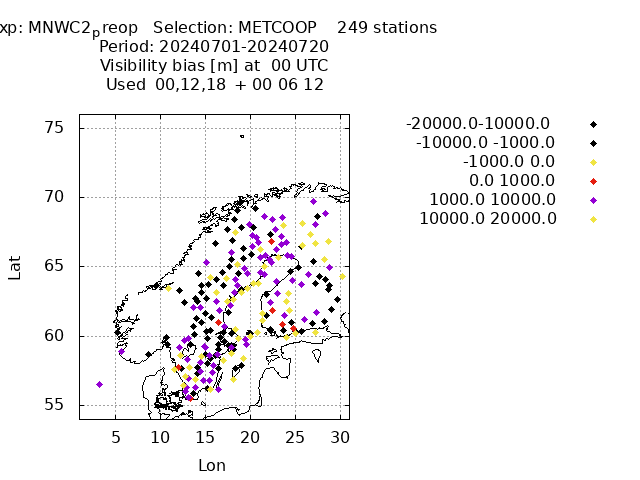 xp: MNWC2preop   Selection: METCOOP    249 stations
Period: 20240701-20240720
Visibility bias [m] at  00 UTC
Used  00,12,18  + 00 06 12
-20000.0-10000.0
-10000.0 -1000.0
-1000.0 0.0
0.0 1000.0
1000.0 10000.0
10000.0 20000.0
75
70
65
60
55
Lat
5 10 15 20 25 30
Lon